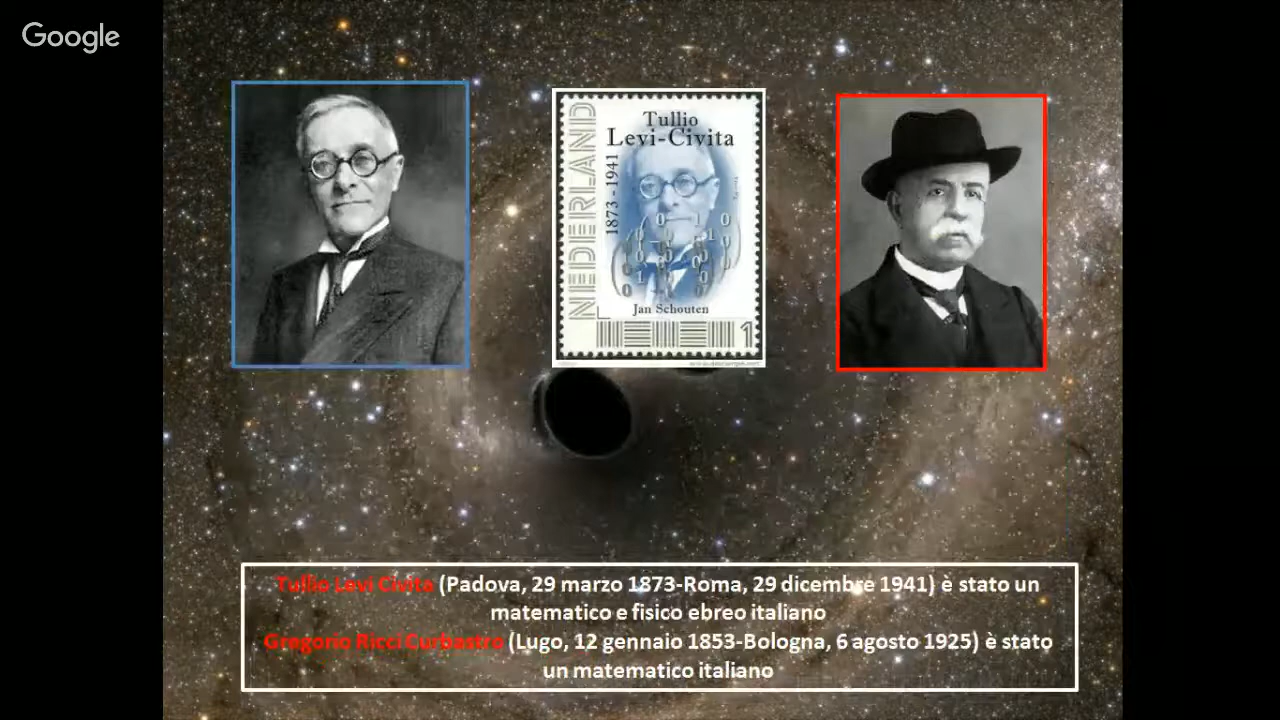 Google
Tullio
Levi-Civita
NEDERLAND
1873 - 1941
Jan Schouten
1
Tullio Levi Civita (Padova, 29 marzo 1873-Roma, 29 dicembre 1941) è stato un
matematico e fisico ebreo italiano
Gregorio Ricci Curbastro (Lugo, 12 gennaio 1853-Bologna, 6 agosto 1925) è stato
un matematico italiano